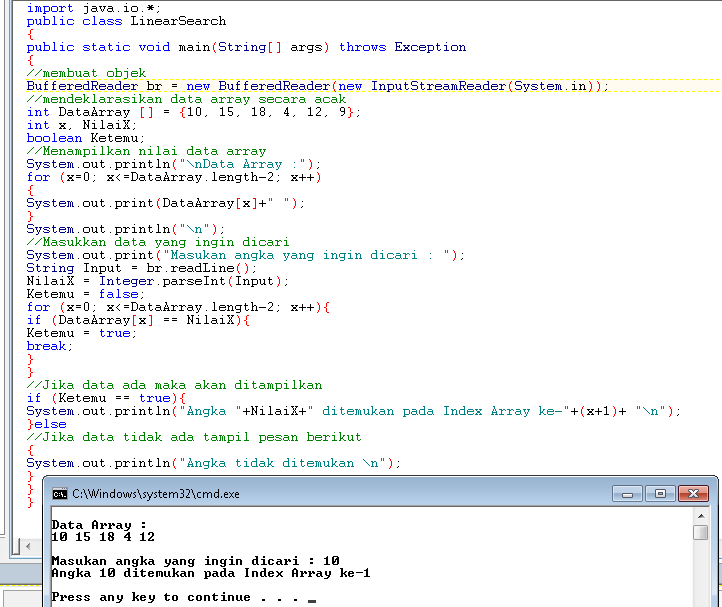 import java.io.*;
public class LinearSearch
{
public static void main(String[] args) throws Exception
{
//membuat objek
BufferedReader br = new BufferedReader(new InputStreamReader(System.in));
//mendeklarasikan data array secara acak
int DataArray [] = {10, 15, 18, 4, 12, 9};
int x, NilaiX;
boolean Ketemu;
//Menampilkan nilai data array
System.out.println("\nData Array :");
for (x=0; x<=DataArray.length-2; x++)
{
System.out.print(DataArray[x]+" ");
}
System.out.println("\n");
//Masukkan data yang ingin dicari
System.out.print("Masukan angka yang ingin dicari : ");
String Input = br.readLine();
NilaiX = Integer.parseInt(Input);
Ketemu = false;
for (x=0; x<=DataArray.length-2; x++){
if (DataArray[x] == NilaiX){
Ketemu = true;
break;
}
}
//Jika data ada maka akan ditampilkan
if (Ketemu == true){
System.out.println("Angka "+NilaiX+" ditemukan pada Index Array ke-"+(x+1)+ "\n");
}else
//Jika data tidak ada tampil pesan berikut
{
System.out.println("Angka tidak ditemukan \n");
}
}
}
C:\Windows\system32\cmd.exe
Data Array :
10 15 18 4 12
Masukan angka yang ingin dicari : 10
Angka 10 ditemukan pada Index Array ke-1
Press any key to continue . . . _